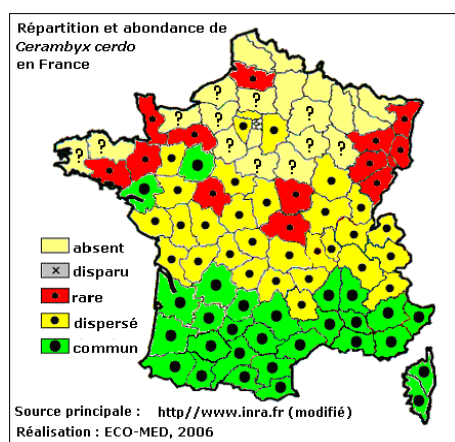 Répartition et abondance de
Cerambyx cerdo
en France
? ? ? ? ? ? ? ? ? ? ? ? ?
absent
disparu
rare
dispersé
commun
Source principale : http//www.inra.fr (modifié)
Réalisation : ECO-MED, 2006